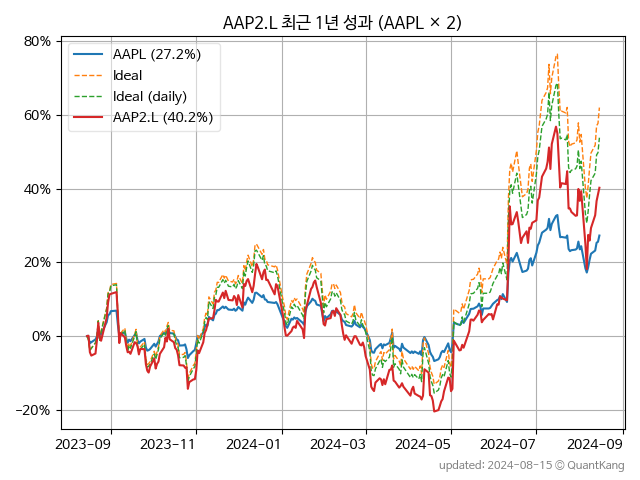 AAP2.L 최근 1년 성과 (AAPL × 2)
80%
60%
40%
20%
0%
−20%
AAPL (27.2%)
Ideal
Ideal (daily)
AAP2.L (40.2%)
2023-09
2023-11
2024-01
2024-03
2024-05
2024-07
2024-09
updated: 2024-08-15 © QuantKang